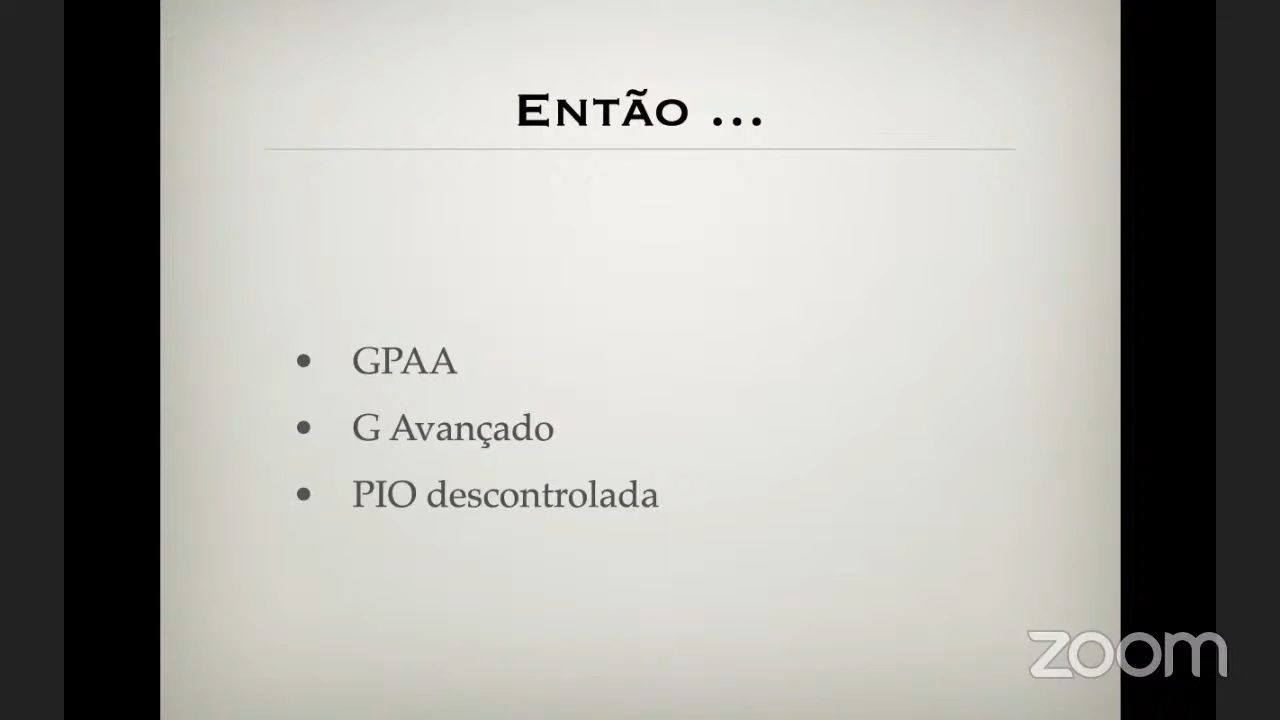 Então ...
• GPAA
• G Avançado
• PIO descontrolada
zoom